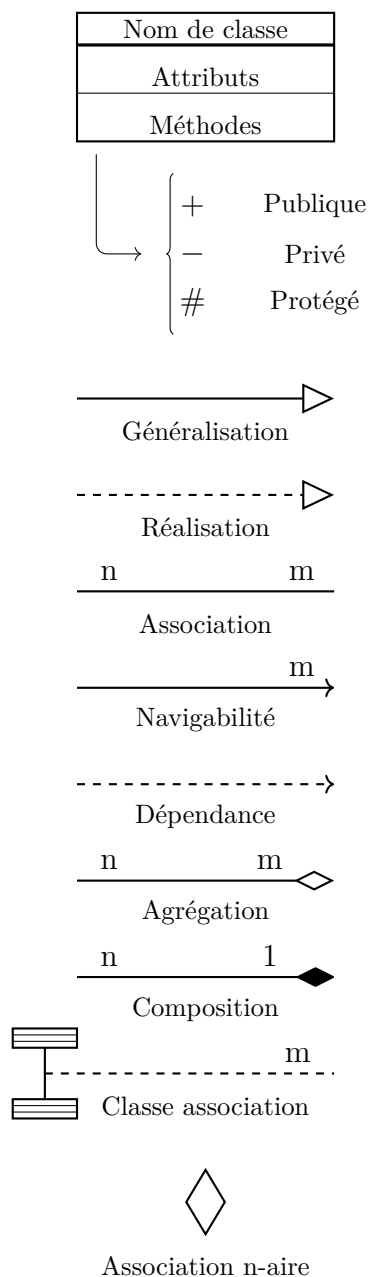 Nom de classe
Attributs
Méthodes
+ Publique
− Privé
# Protégé
Généralisation
Réalisation
n m
Association
m
Navigabilité
Dépendance
n m
Agrégation
n 1
Composition
m
Classe association
Association n-aire